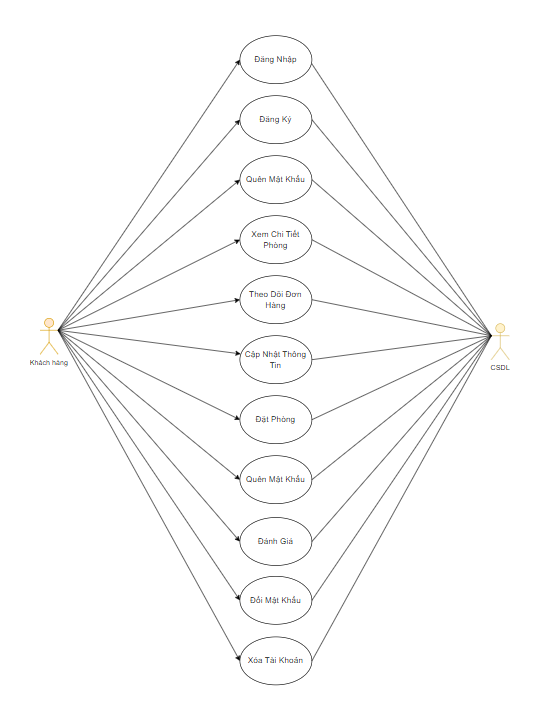 Đăng Nhập
Đăng Ký
Quên Mật Khẩu
Xem Chi Tiết
Phòng
Theo Dõi Đơn
Hàng
Khách hàng
CSDL
Cập Nhật Thông
Tin
Đặt Phòng
Quên Mật Khẩu
Đánh Giá
Đổi Mật Khẩu
Xóa Tài Khoản